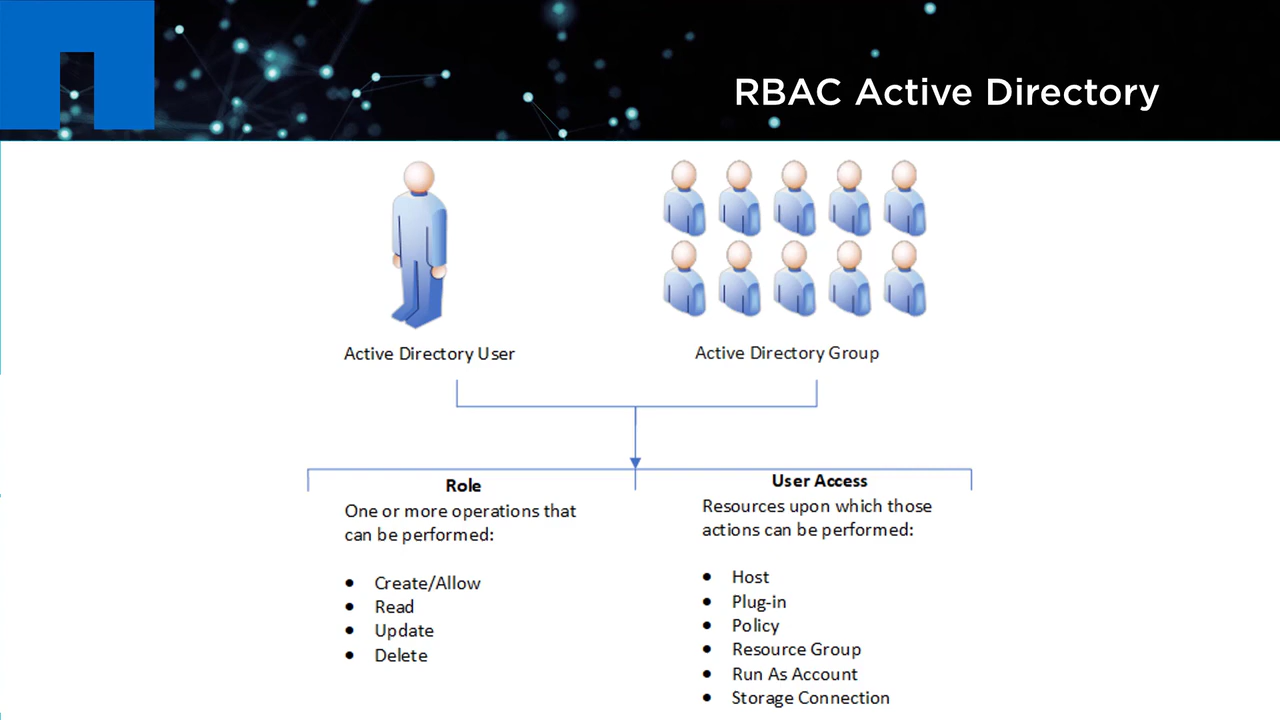 RBAC Active Directory
Active Directory User
Active Directory Group
Role
One or more operations that
can be performed:
• Create/Allow
• Read
• Update
• Delete
User Access
Resources upon which those
actions can be performed:
• Host
• Plug-in
• Policy
• Resource Group
• Run As Account
• Storage Connection